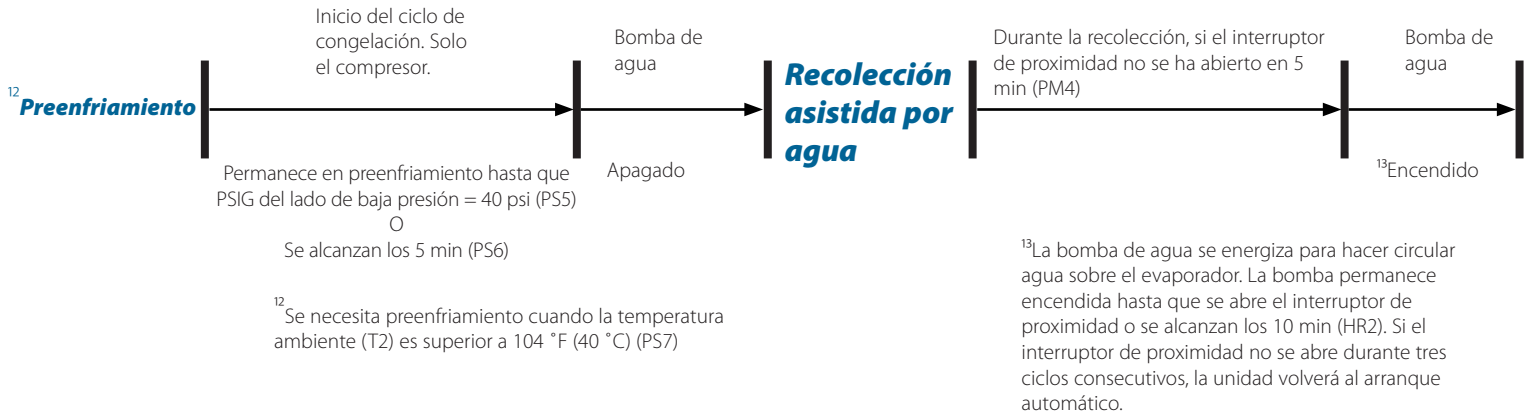 ¹²Preenfriamiento
Inicio del ciclo de
congelación. Solo
el compresor.
Permanece en preenfriamiento hasta que
PSIG del lado de baja presión = 40 psi (PS5)
O
Se alcanzan los 5 min (PS6)
Bomba de
agua
Apagado
¹²Se necesita preenfriamiento cuando la temperatura
ambiente (T2) es superior a 104 ˚F (40 ˚C) (PS7)
Recolección
asistida por
agua
Durante la recolección, si el interruptor
de proximidad no se ha abierto en 5
min (PM4)
Bomba de
agua
¹³Encendido
¹³La bomba de agua se energiza para hacer circular
agua sobre el evaporador. La bomba permanece
encendida hasta que se abre el interruptor de
proximidad o se alcanzan los 10 min (HR2). Si el
interruptor de proximidad no se abre durante tres
ciclos consecutivos, la unidad volverá al arranque
automático.